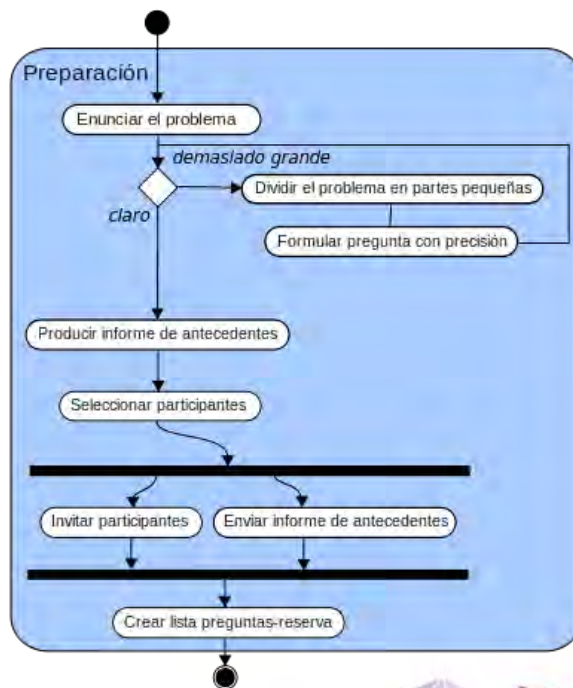 Preparación
Enunciar el problema
demasiado grande
Dividir el problema en partes pequeñas
claro
Formular pregunta con precisión
Producir informe de antecedentes
Seleccionar participantes
Invitar participantes
Enviar informe de antecedentes
Crear lista preguntas-reserva